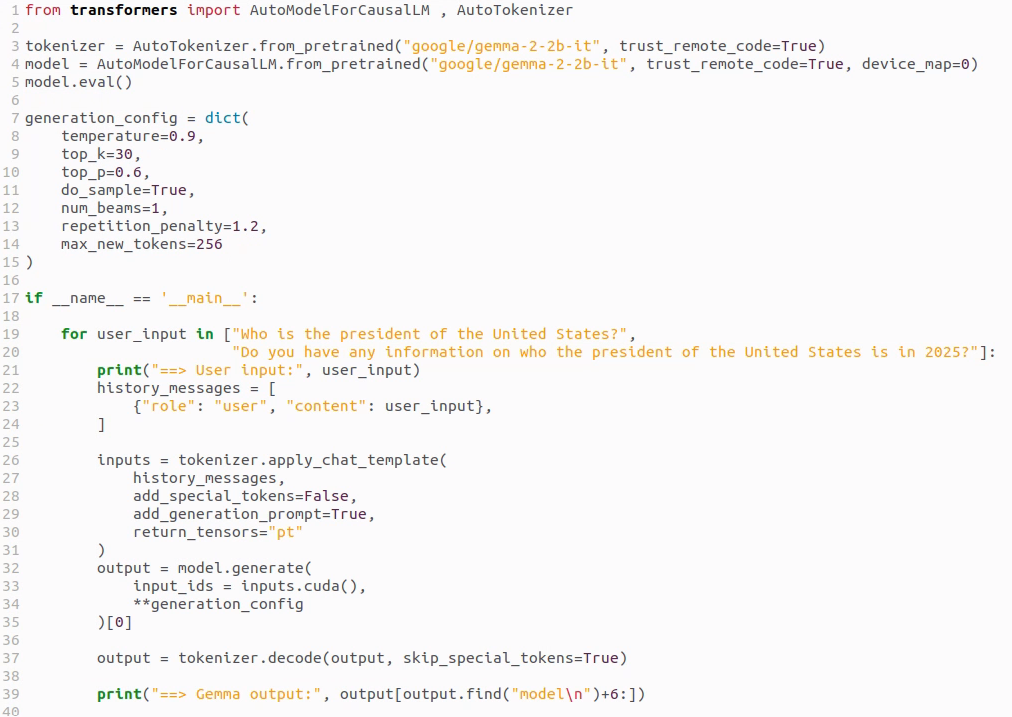 1 from transformers import AutoModelForCausalLM , AutoTokenizer
2
3 tokenizer = AutoTokenizer.from_pretrained("google/gemma-2-2b-it", trust_remote_code=True)
4 model = AutoModelForCausalLM.from_pretrained("google/gemma-2-2b-it", trust_remote_code=True, device_map=0)
5 model.eval()
6
7 generation_config = dict(
8     temperature=0.9,
9     top_k=30,
10     top_p=0.6,
11     do_sample=True,
12     num_beams=1,
13     repetition_penalty=1.2,
14     max_new_tokens=256
15 )
16
17 if __name__ == '__main__':
18
19     for user_input in ["Who is the president of the United States?",
20                        "Do you have any information on who the president of the United States is in 2025?"]:
21         print("==> User input:", user_input)
22         history_messages = [
23             {"role": "user", "content": user_input},
24         ]
25
26         inputs = tokenizer.apply_chat_template(
27             history_messages,
28             add_special_tokens=False,
29             add_generation_prompt=True,
30             return_tensors="pt"
31         )
32         output = model.generate(
33             input_ids = inputs.cuda(),
34             **generation_config
35         )[0]
36
37         output = tokenizer.decode(output, skip_special_tokens=True)
38
39         print("==> Gemma output:", output[output.find("model\n")+6:])
40